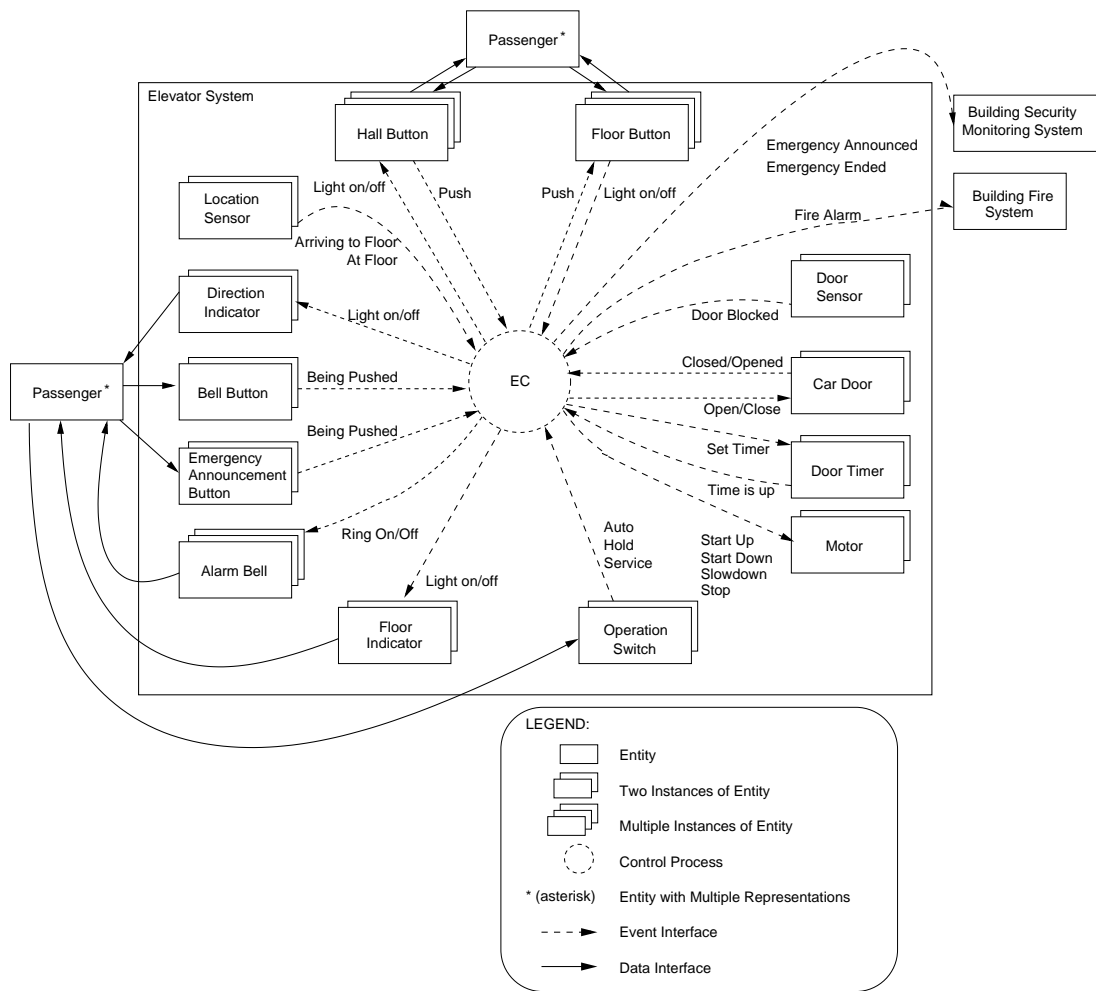 Passenger*
Elevator System
Hall Button
Floor Button
Building Security
Monitoring System
Emergency Announced
Emergency Ended
Light on/off
Push
Push
Light on/off
Location
Sensor
Building Fire
System
Fire Alarm
Arriving to Floor
At Floor
Door
Sensor
Direction
Indicator
Light on/off
Door Blocked
Passenger*
Bell Button
Being Pushed
EC
Closed/Opened
Car Door
Open/Close
Being Pushed
Emergency
Announcement
Button
Set Timer
Door Timer
Time is up
Alarm Bell
Ring On/Off
Auto
Hold
Service
Start Up
Start Down
Slowdown
Stop
Motor
Light on/off
Floor
Indicator
Operation
Switch
LEGEND:
Entity
Two Instances of Entity
Multiple Instances of Entity
Control Process
* (asterisk) Entity with Multiple Representations
Event Interface
Data Interface